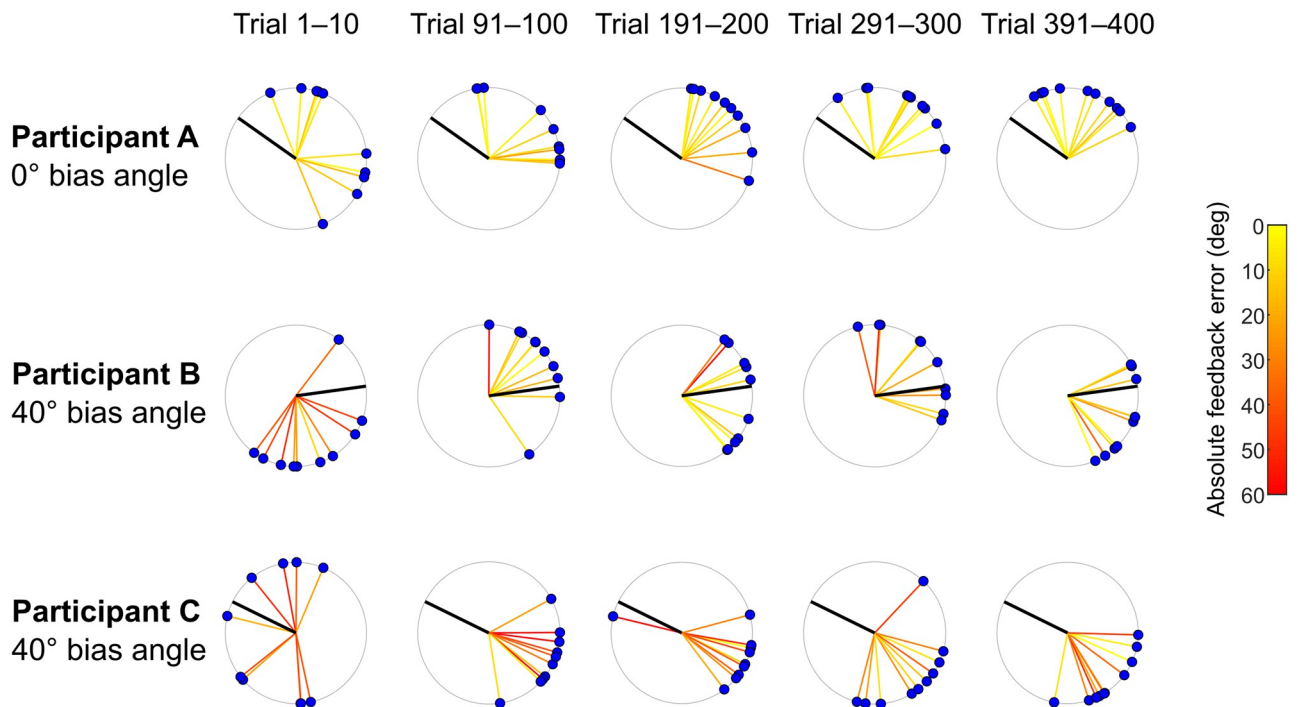 Trial 1–10 Trial 91–100 Trial 191–200 Trial 291–300 Trial 391–400
Participant A
0° bias angle
Participant B
40° bias angle
Participant C
40° bias angle
Absolute feedback error (deg)
0
10
20
30
40
50
60